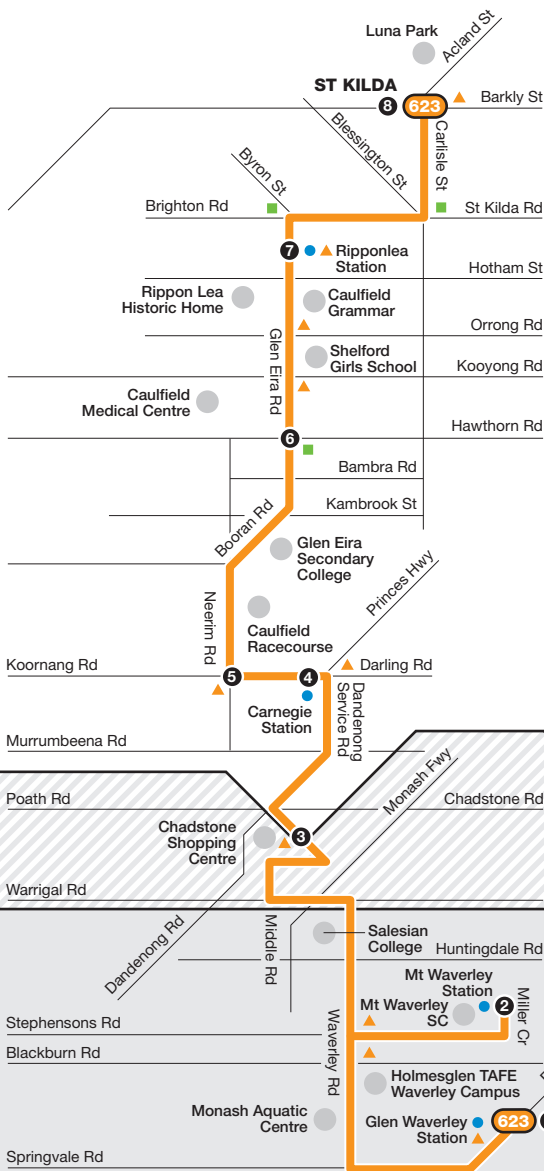 Luna Park
Acland St
ST KILDA
8
623
Barkly St
Blessington St
Carlisle St
Byron St
Brighton Rd
St Kilda Rd
7
Ripponlea
Station
Hotham St
Rippon Lea
Historic Home
Caulfield
Grammar
Glen Eira Rd
Orrong Rd
Shelford
Girls School
Kooyong Rd
Caulfield
Medical Centre
6
Hawthorn Rd
Bambra Rd
Kambrook St
Booran Rd
Glen Eira
Secondary
College
Princes Hwy
Neerim Rd
Caulfield
Racecourse
Koornang Rd
5
4
Darling Rd
Carnegie
Station
Dandenong
Service Rd
Murrumbeena Rd
Monash Fwy
Poath Rd
Chadstone Rd
Chadstone
Shopping
Centre
3
Warrigal Rd
Dandenong Rd
Middle Rd
Salesian
College
Huntingdale Rd
Mt Waverley
Station
2
Miller Cr
Mt Waverley
SC
Stephensons Rd
Blackburn Rd
Waverley Rd
Holmesglen TAFE
Waverley Campus
Monash Aquatic
Centre
Glen Waverley
Station
623
Springvale Rd